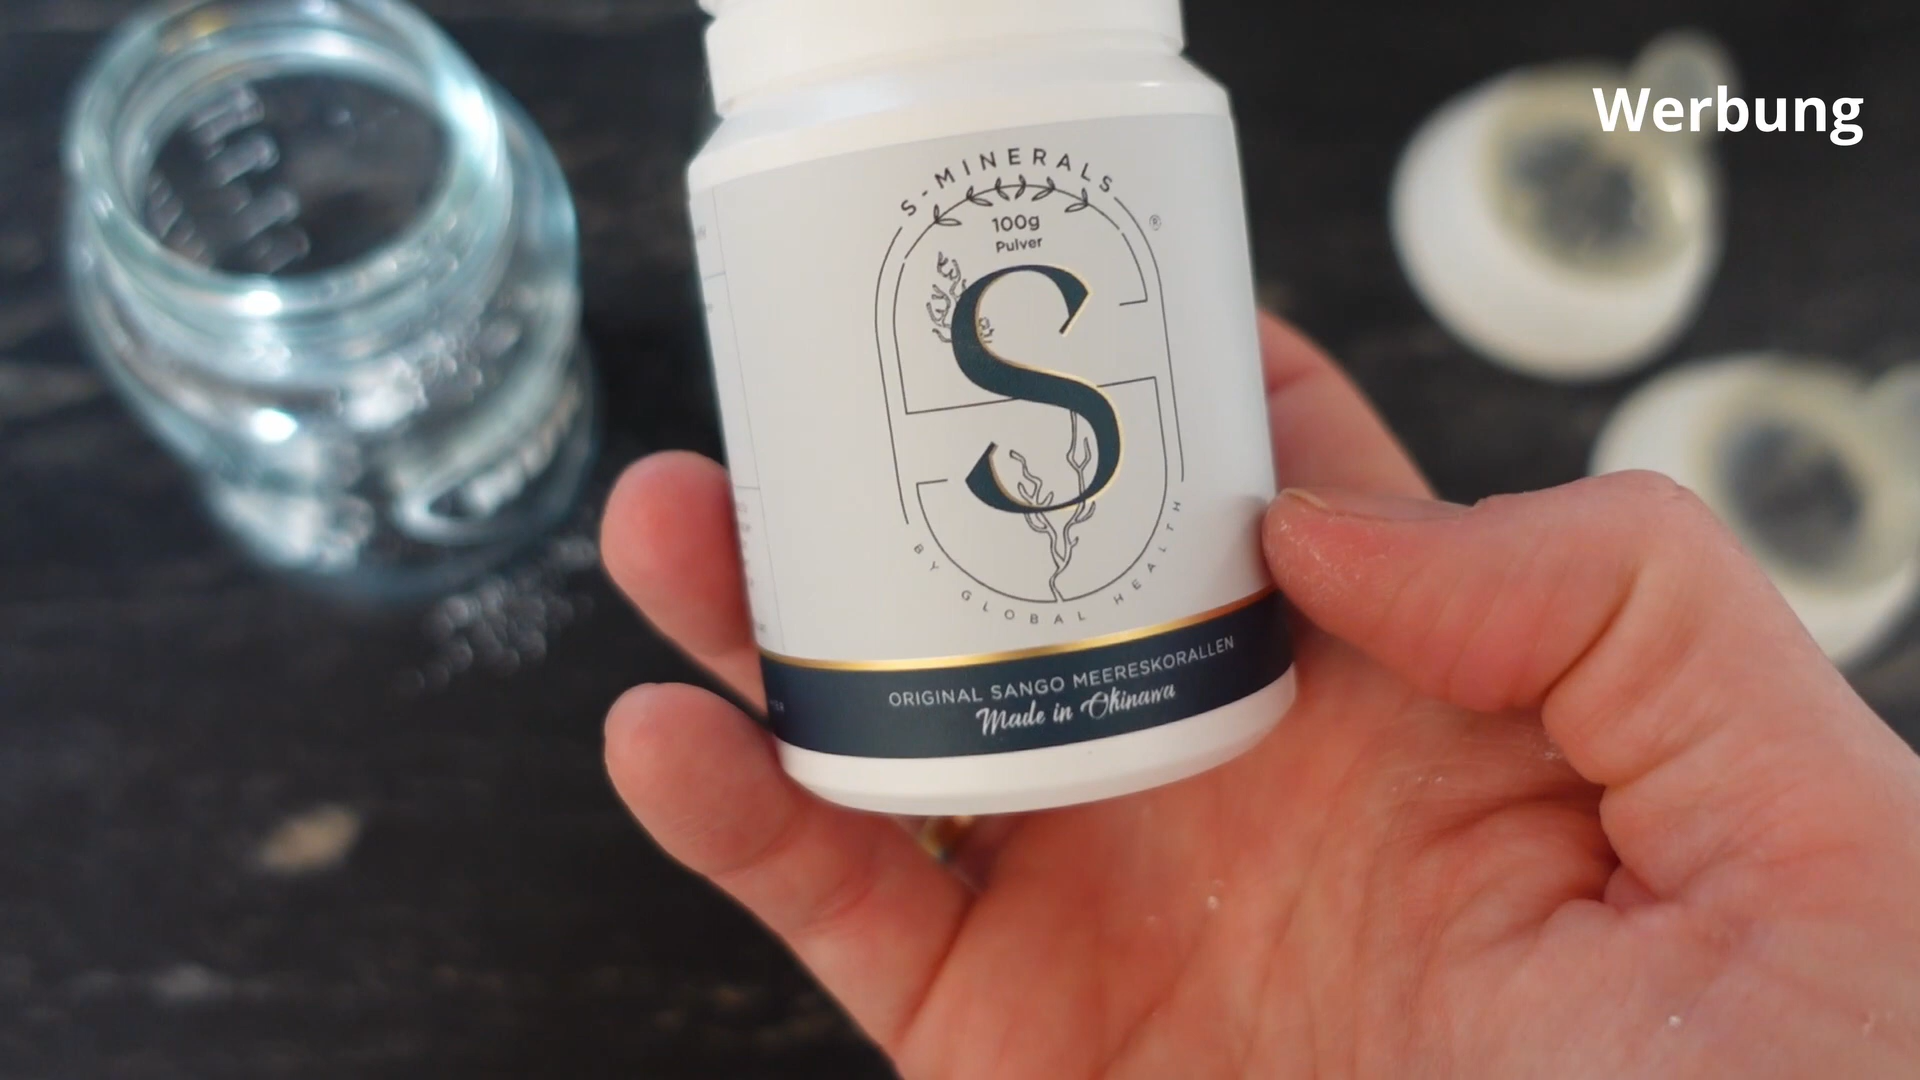 Werbung
S-MINERALS
®
100g
Pulver
S
BY GLOBAL HEALTH
ORIGINAL SANGO MEERESKORALLEN
Made in Okinawa